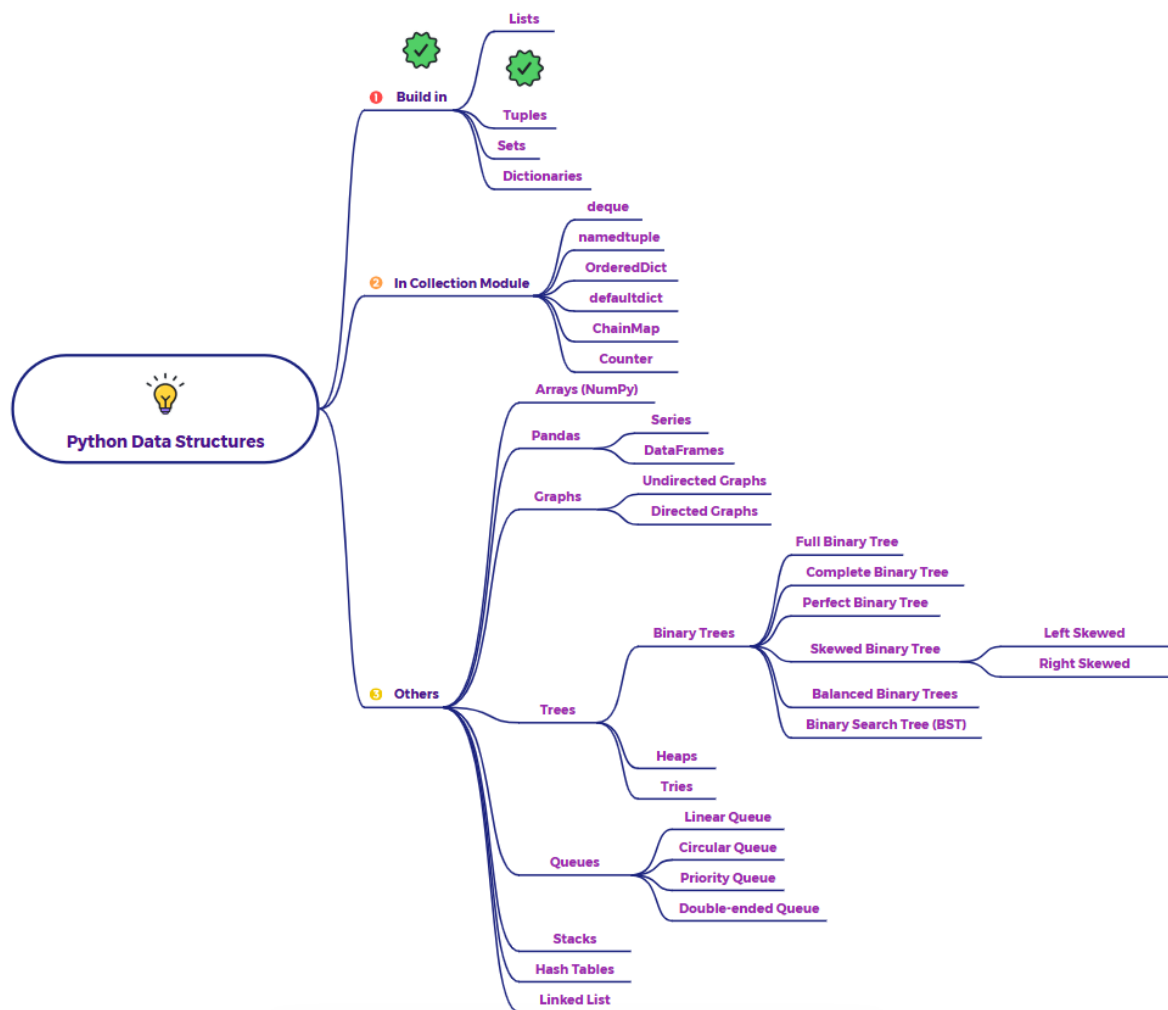 Python Data Structures
1 Build in
Lists
Tuples
Sets
Dictionaries
2 In Collection Module
deque
namedtuple
OrderedDict
defaultdict
ChainMap
Counter
3 Others
Arrays (NumPy)
Pandas
Series
DataFrames
Graphs
Undirected Graphs
Directed Graphs
Trees
Binary Trees
Full Binary Tree
Complete Binary Tree
Perfect Binary Tree
Skewed Binary Tree
Left Skewed
Right Skewed
Balanced Binary Trees
Binary Search Tree (BST)
Heaps
Tries
Queues
Linear Queue
Circular Queue
Priority Queue
Double-ended Queue
Stacks
Hash Tables
Linked List